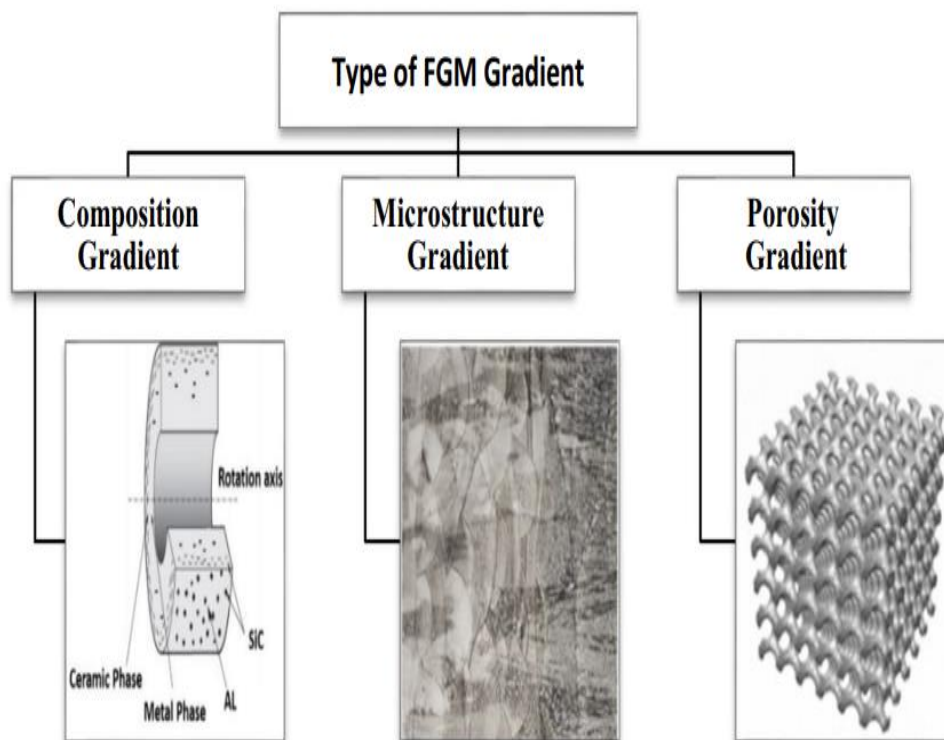 Type of FGM Gradient
Composition
Gradient
Microstructure
Gradient
Porosity
Gradient
Rotation axis
SiC
Ceramic Phase
AL
Metal Phase